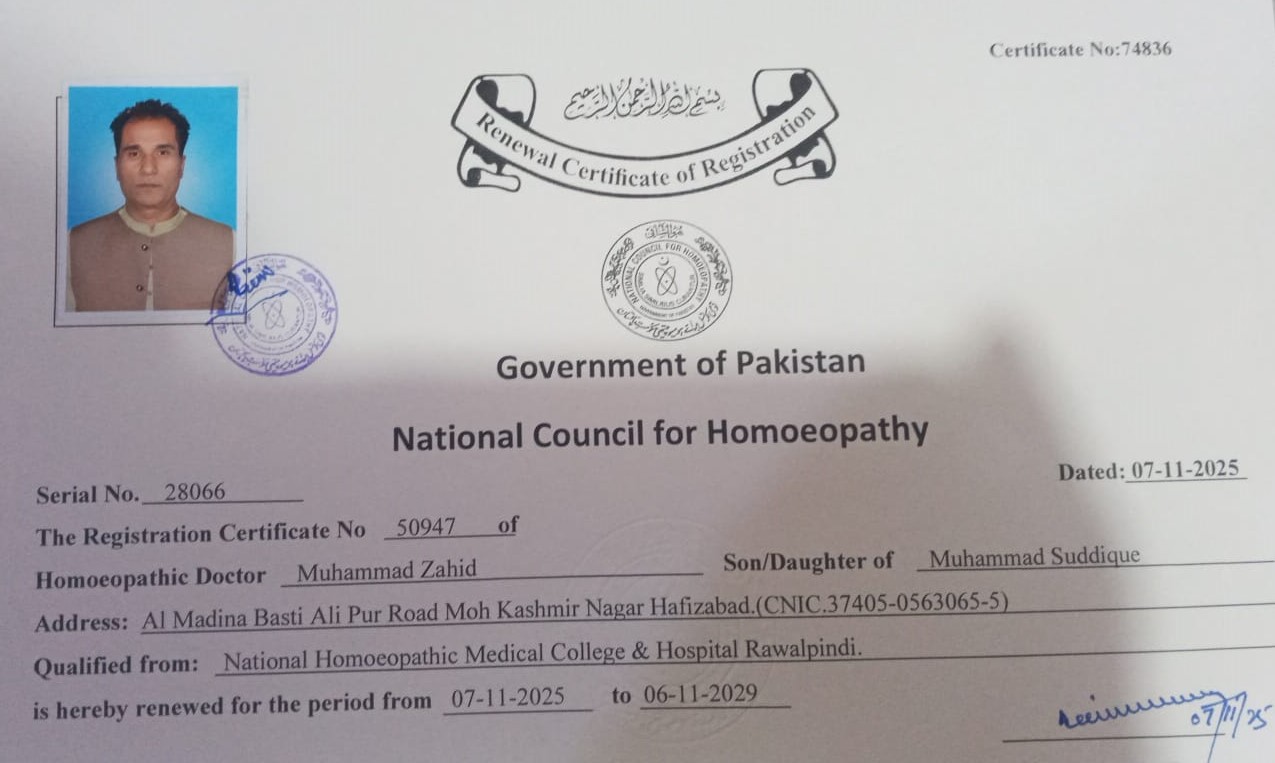 Certificate No:74836
بسم اللہ الرحمن الرحیم
Renewal Certificate of Registration
NATIONAL COUNCIL FOR HOMOEOPATHY
Government of Pakistan
National Council for Homoeopathy
Dated: 07-11-2025
Serial No. 28066
The Registration Certificate No 50947 of
Homoeopathic Doctor Muhammad Zahid Son/Daughter of Muhammad Suddique
Address: Al Madina Basti Ali Pur Road Moh Kashmir Nagar Hafizabad.(CNIC.37405-0563065-5)
Qualified from: National Homoeopathic Medical College & Hospital Rawalpindi.
is hereby renewed for the period from 07-11-2025 to 06-11-2029
07/11/25